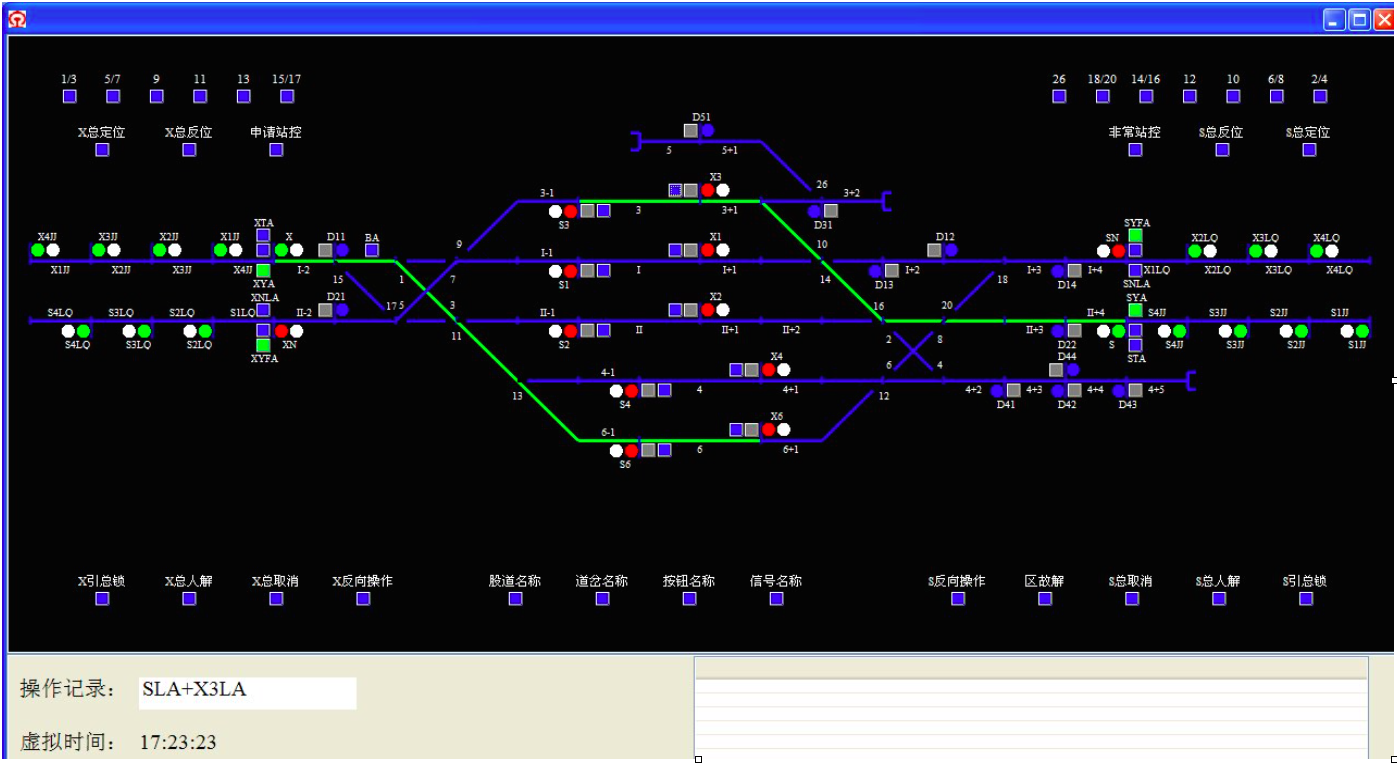 1/3 5/7 9 11 13 15/17 26 18/20 14/16 12 10 6/8 2/4
D51
X总定位 X总反位 申请站控 非常站控 S总反位 S总定位
5 5+1
X3 26
3-1 3+2
3 3+1
S3 D31
XTA SYFA
X4JJ X3JJ X2JJ X1JJ X D11 BA X1 D12 SN X2LQ X3LQ X4LQ
9 10
I-1
X1JJ X2JJ X3JJ X4JJ I-2 I I+1 I+2 I+3 I+4 X1LQ X2LQ X3LQ X4LQ
15 1 7 14 18
XYA S1 D13 D14 SNLA
XNLA D21 X2 SYA
17 5 3 16 20
S4LQ S3LQ S2LQ S1LQ II-2 II-1 II+4 S4JJ S3JJ S2JJ S1JJ
II II+1 II+2 II+3
11 2 8
S4LQ S3LQ S2LQ XN S2 D22 S S4JJ S3JJ S2JJ S1JJ
XYFA X4 D44 STA
6 4
4-1
4 4+1 4+2 4+3 4+4 4+5
13 12
S4 D41 D42 D43
X6
6-1
6 6+1
S6
X引总锁 X总人解 X总取消 X反向操作 股道名称 道岔名称 按钮名称 信号名称 S反向操作 区故解 S总取消 S总人解 S引总锁
操作记录： SLA+X3LA
虚拟时间： 17:23:23